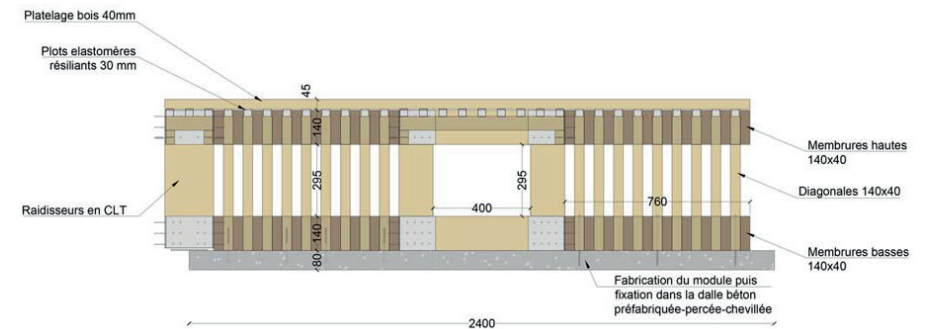 Platelage bois 40mm
Plots elastomères
résiliants 30 mm
45
140
295
295
Membrures hautes
140x40
Diagonales 140x40
Raidisseurs en CLT
400
760
140
80
Membrures basses
140x40
Fabrication du module puis
fixation dans la dalle béton
préfabriquée-percée-chevillée
2400